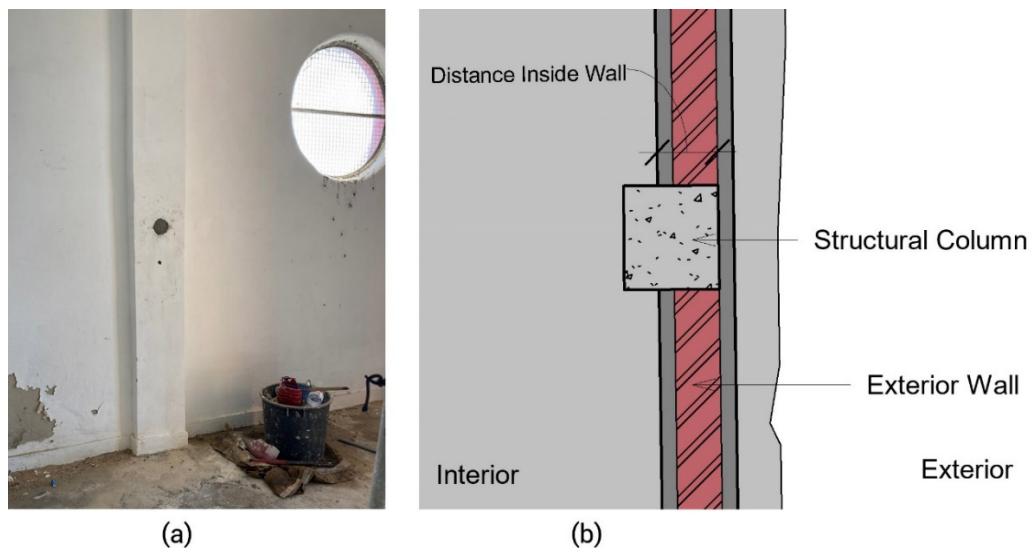 Distance Inside Wall
Structural Column
Exterior Wall
Interior
Exterior
(a)
(b)